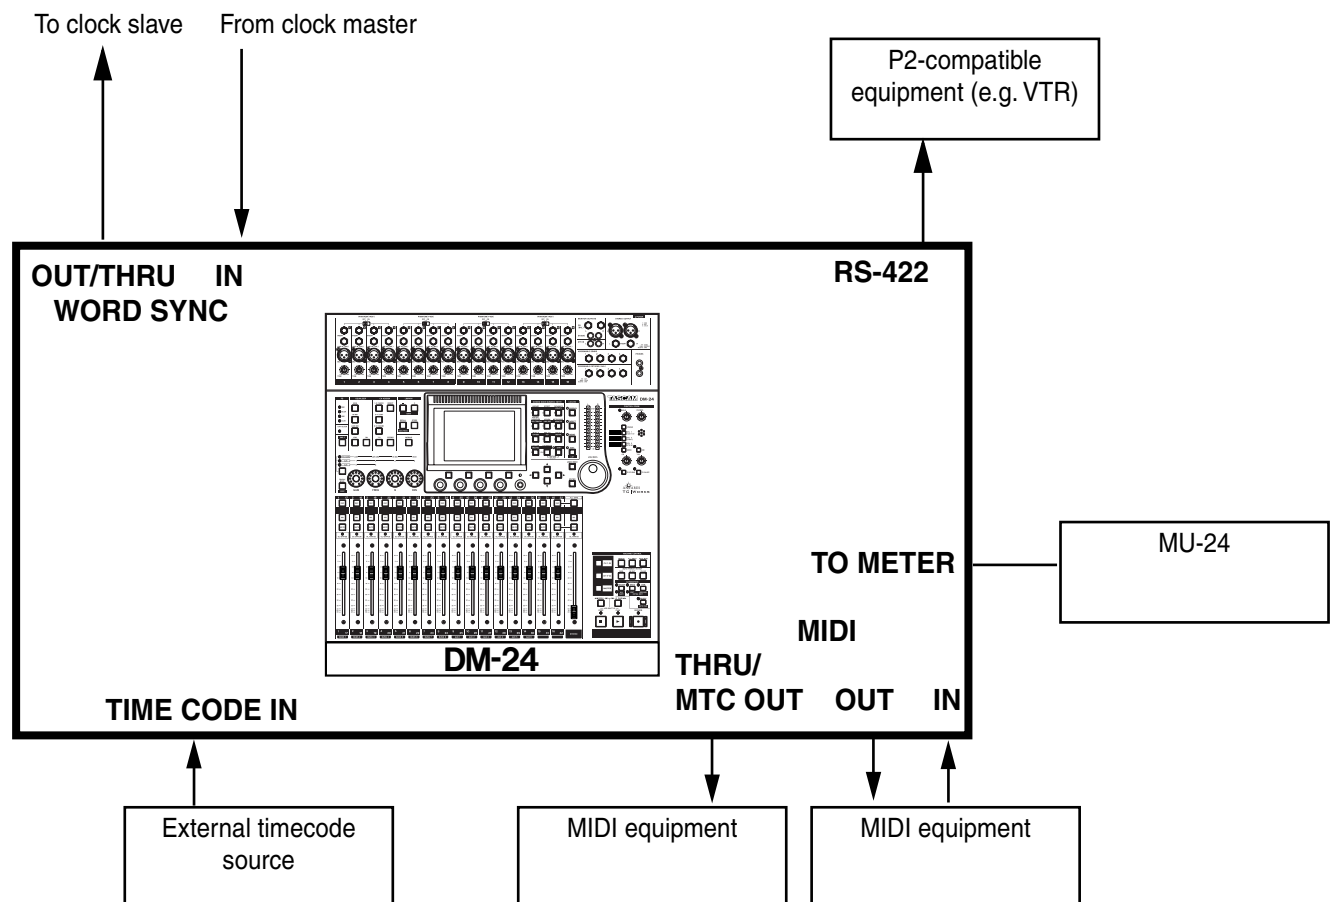 To clock slave
From clock master
P2-compatible
equipment (e.g. VTR)
OUT/THRU IN
WORD SYNC
RS-422
TASCAM DM-24
TO METER
MU-24
MIDI
DM-24
THRU/
MTC OUT OUT IN
TIME CODE IN
External timecode
source
MIDI equipment
MIDI equipment